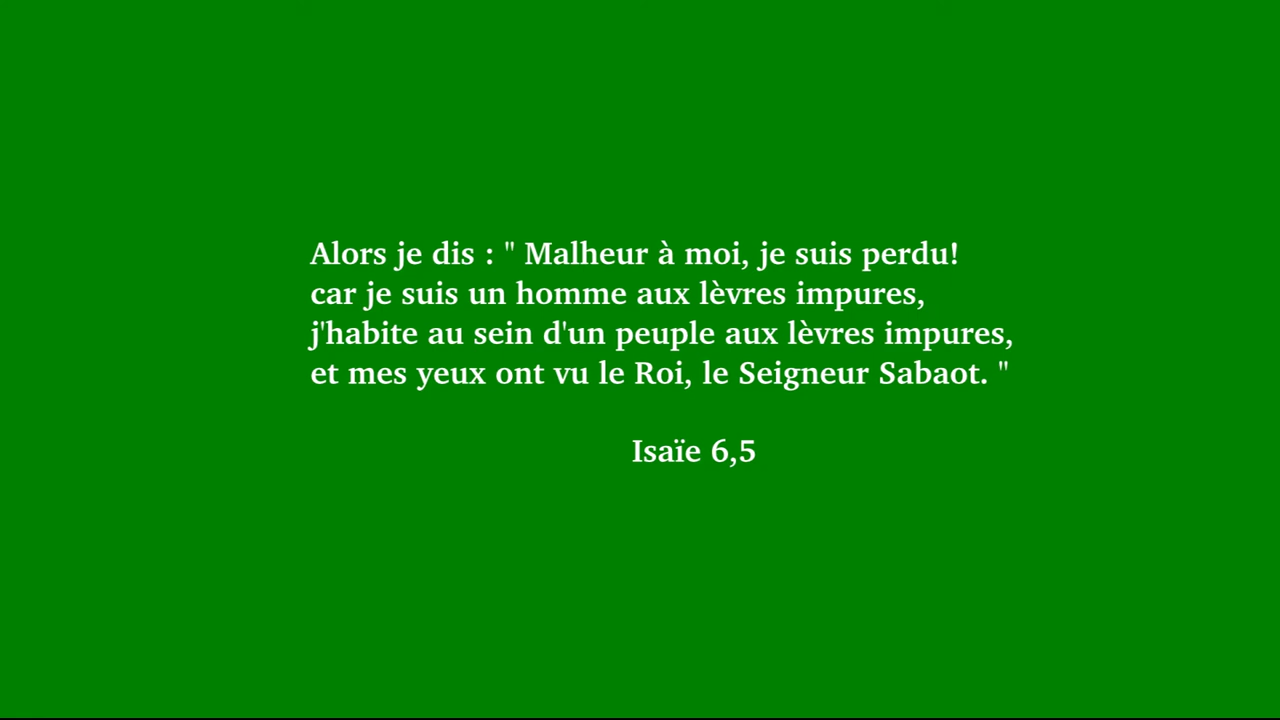 Alors je dis : " Malheur à moi, je suis perdu!
car je suis un homme aux lèvres impures,
j'habite au sein d'un peuple aux lèvres impures,
et mes yeux ont vu le Roi, le Seigneur Sabaot. "
Isaïe 6,5